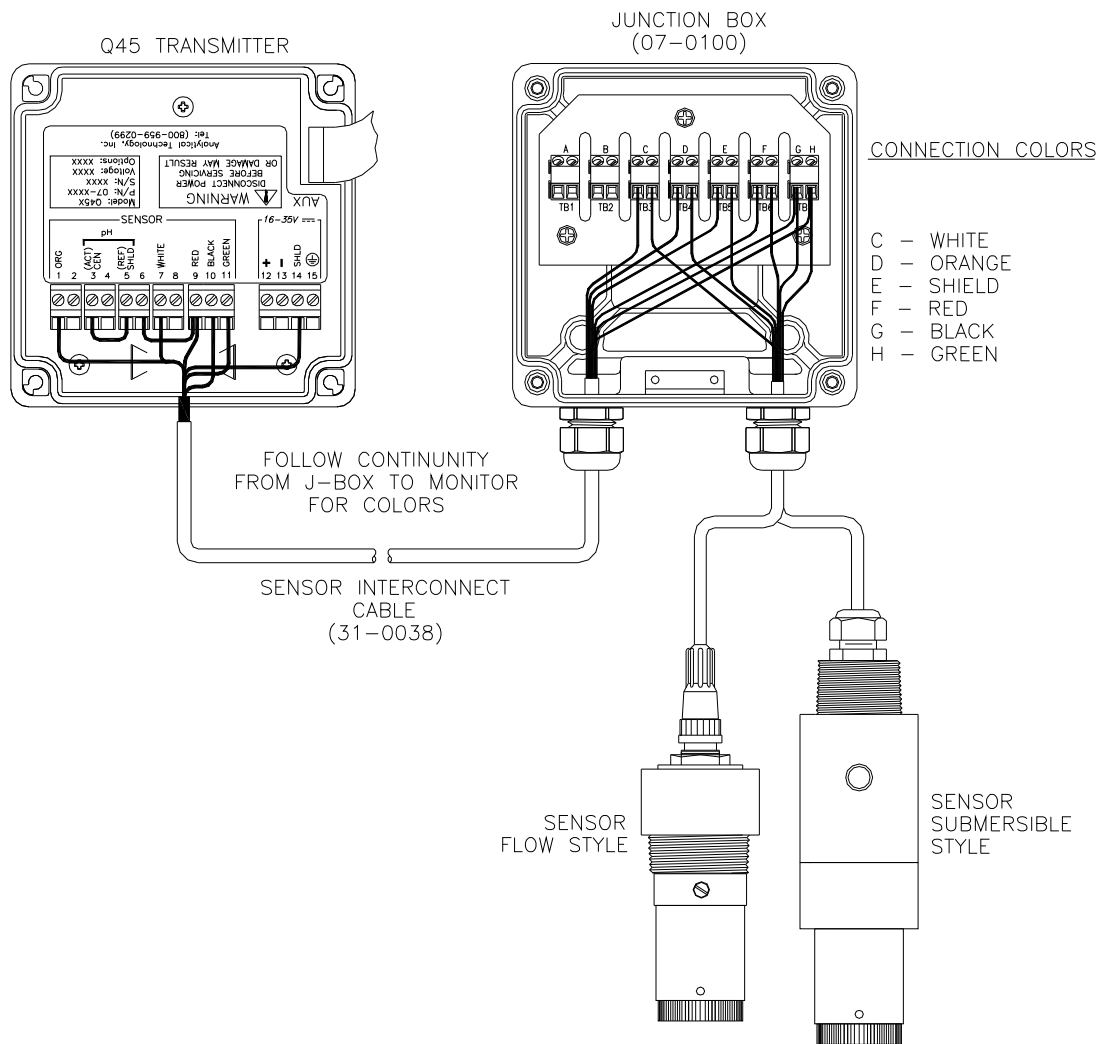 Q45 TRANSMITTER
Analytical Technology, Inc.
Tel: (800-959-0299)
Model: Q45X
P/N: 07-XXXX
S/N: XXXX
Voltage: XXXX
Options: XXXX
WARNING
DISCONNECT POWER
BEFORE SERVICING
OR DAMAGE MAY RESULT
AUX
SENSOR
16-35V
pH
ORG
(ACT)
CEN
(REF)
SHLD.
WHITE
RED
BLACK
GREEN
+
-
SHLD
1 2 3 4 5 6 7 8 9 10 11 12 13 14 15
JUNCTION BOX
(07-0100)
A B C D E F G H
TB1 TB2 TB3 TB4 TB5 TB6 TB
CONNECTION COLORS
C - WHITE
D - ORANGE
E - SHIELD
F - RED
G - BLACK
H - GREEN
FOLLOW CONTINUNITY
FROM J-BOX TO MONITOR
FOR COLORS
SENSOR INTERCONNECT
CABLE
(31-0038)
SENSOR
FLOW STYLE
SENSOR
SUBMERSIBLE
STYLE